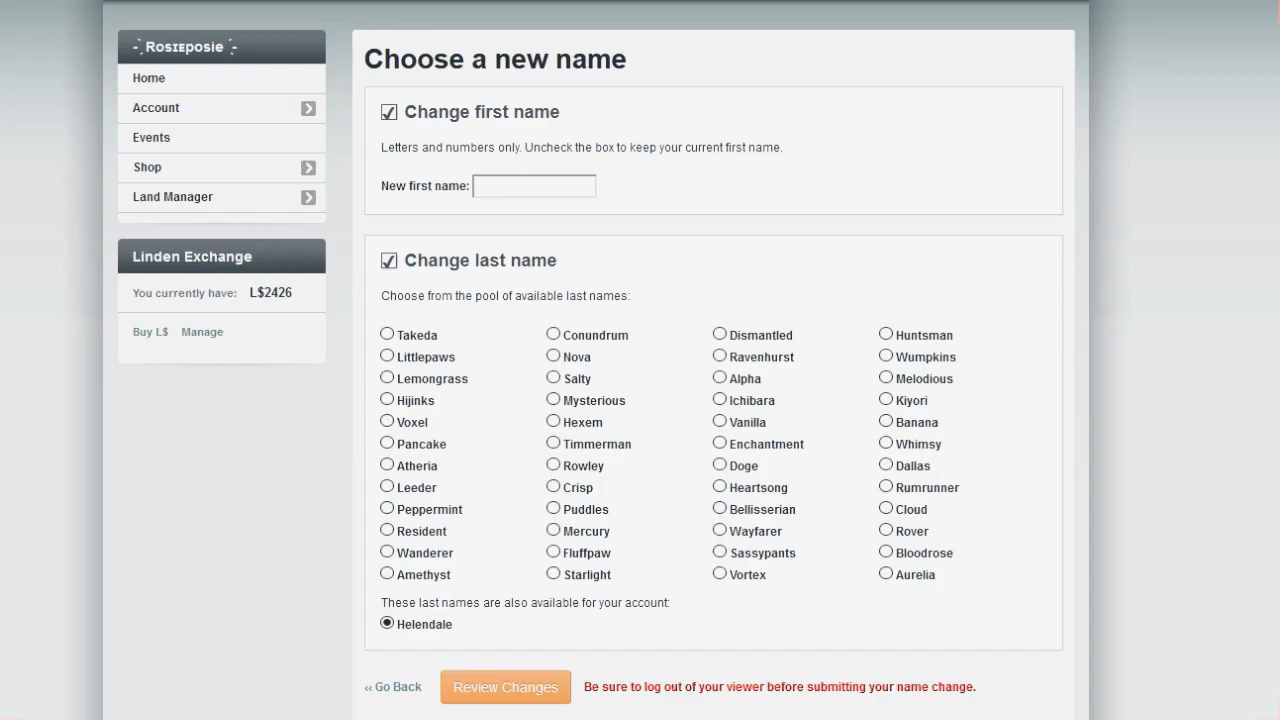 -҉ Rosɪᴇposie ҉-
Home
Account
Events
Shop
Land Manager
Linden Exchange
You currently have: L$2426
Buy L$ Manage
Choose a new name
Change first name
Letters and numbers only. Uncheck the box to keep your current first name.
New first name:
Change last name
Choose from the pool of available last names:
Takeda Conundrum Dismantled Huntsman
Littlepaws Nova Ravenhurst Wumpkins
Lemongrass Salty Alpha Melodious
Hijinks Mysterious Ichibara Kiyori
Voxel Hexem Vanilla Banana
Pancake Timmerman Enchantment Whimsy
Atheria Rowley Doge Dallas
Leeder Crisp Heartsong Rumrunner
Peppermint Puddles Bellisserian Cloud
Resident Mercury Wayfarer Rover
Wanderer Fluffpaw Sassypants Bloodrose
Amethyst Starlight Vortex Aurelia
These last names are also available for your account:
Helendale
‹‹ Go Back Review Changes Be sure to log out of your viewer before submitting your name change.